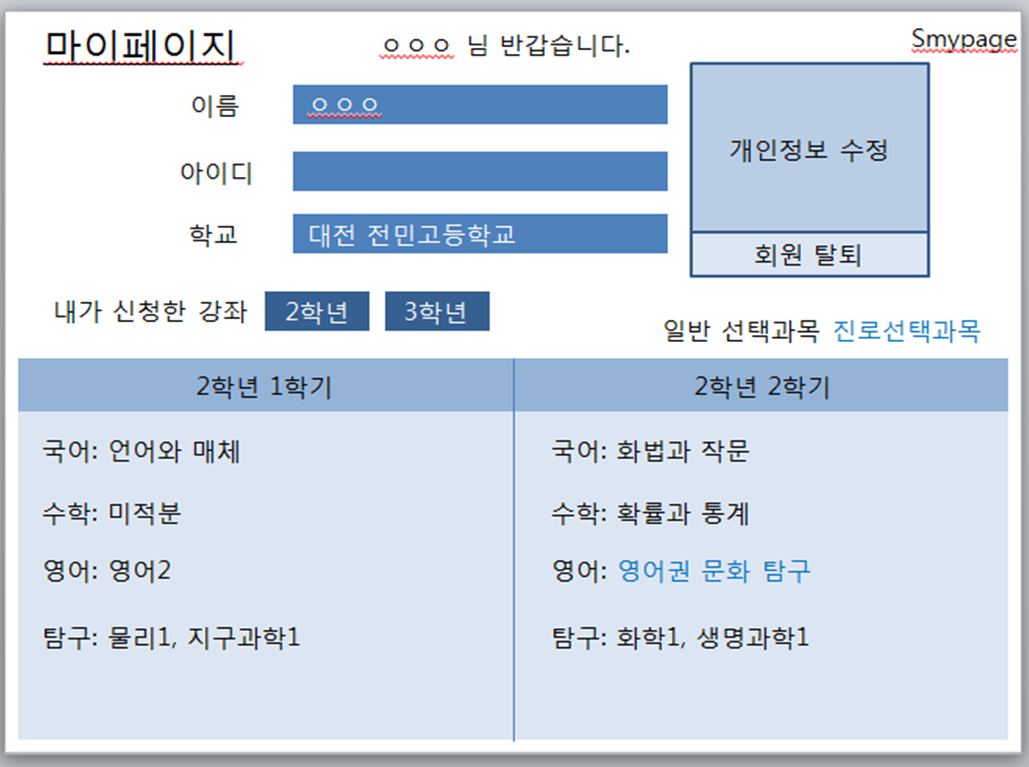 마이페이지
ㅇㅇㅇ 님 반갑습니다.
Smypage
이름
ㅇㅇㅇ
아이디
학교
대전 전민고등학교
개인정보 수정
회원 탈퇴
내가 신청한 강좌
2학년
3학년
일반 선택과목 진로선택과목
2학년 1학기
국어: 언어와 매체
수학: 미적분
영어: 영어2
탐구: 물리1, 지구과학1
2학년 2학기
국어: 화법과 작문
수학: 확률과 통계
영어: 영어권 문화 탐구
탐구: 화학1, 생명과학1